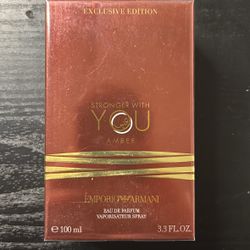 EXCLUSIVE EDITION
STRONGER WITH
YOU
AMBER
EMPORIO ARMANI
EAU DE PARFUM
VAPORISATEUR SPRAY
℮ 100 ml 3.3 FL.OZ.